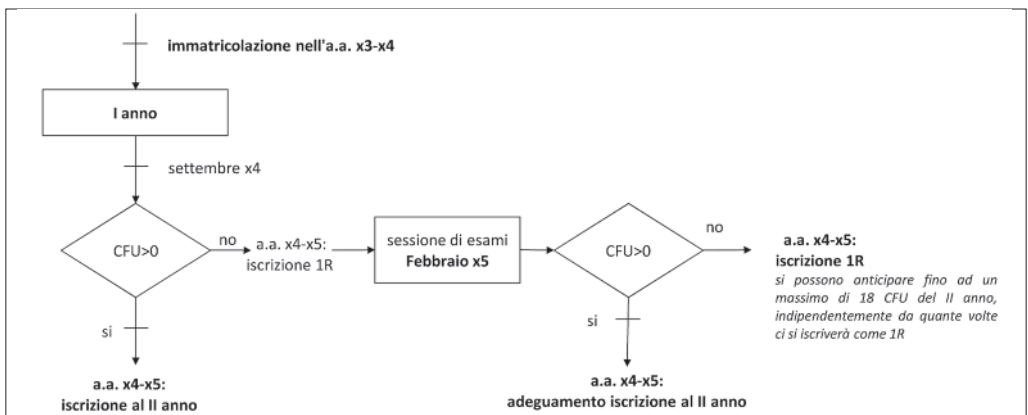 immatricolazione nell'a.a. x3-x4
I anno
settembre x4
CFU>0
no
a.a. x4-x5:
iscrizione 1R
sessione di esami
Febbraio x5
CFU>0
no
a.a. x4-x5:
iscrizione 1R
si possono anticipare fino ad un
massimo di 18 CFU del II anno,
indipendentemente da quante volte
ci si iscriverà come 1R
si
si
a.a. x4-x5:
iscrizione al II anno
a.a. x4-x5:
adeguamento iscrizione al II anno